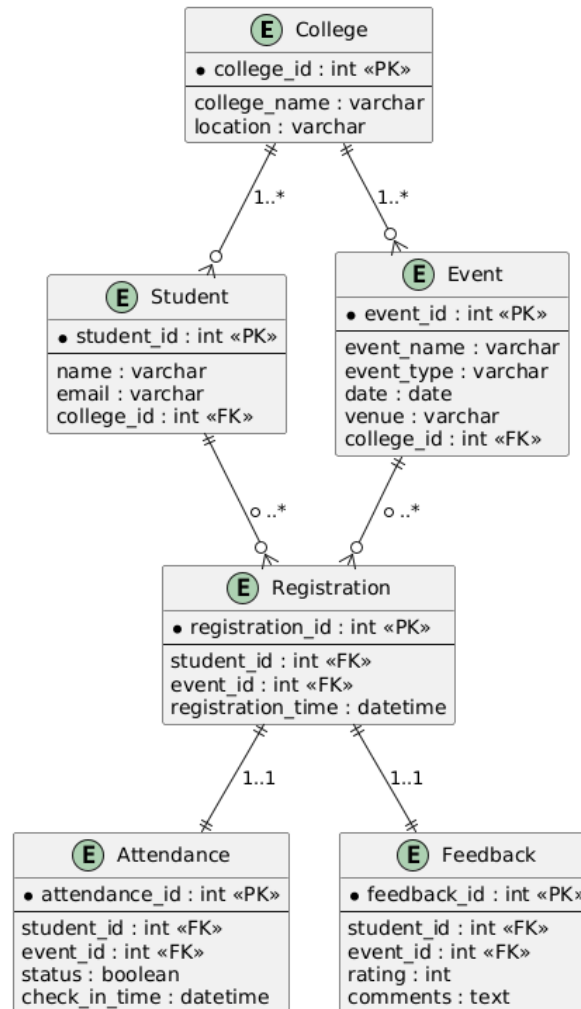 E College
• college_id : int «PK»
college_name : varchar
location : varchar
1..*
1..*
E Student
• student_id : int «PK»
name : varchar
email : varchar
college_id : int «FK»
E Event
• event_id : int «PK»
event_name : varchar
event_type : varchar
date : date
venue : varchar
college_id : int «FK»
o ..*
o ..*
E Registration
• registration_id : int «PK»
student_id : int «FK»
event_id : int «FK»
registration_time : datetime
1..1
1..1
E Attendance
• attendance_id : int «PK»
student_id : int «FK»
event_id : int «FK»
status : boolean
check_in_time : datetime
E Feedback
• feedback_id : int «PK»
student_id : int «FK»
event_id : int «FK»
rating : int
comments : text